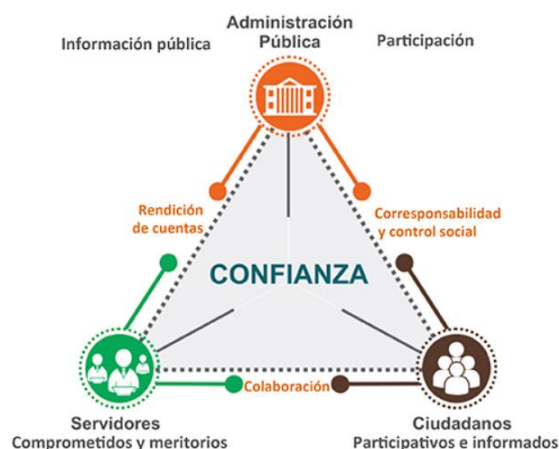 Administración
Pública
Información pública
Participación
Rendición
de cuentas
Corresponsabilidad
y control social
CONFIANZA
Colaboración
Servidores
Comprometidos y meritorios
Ciudadanos
Participativos e informados